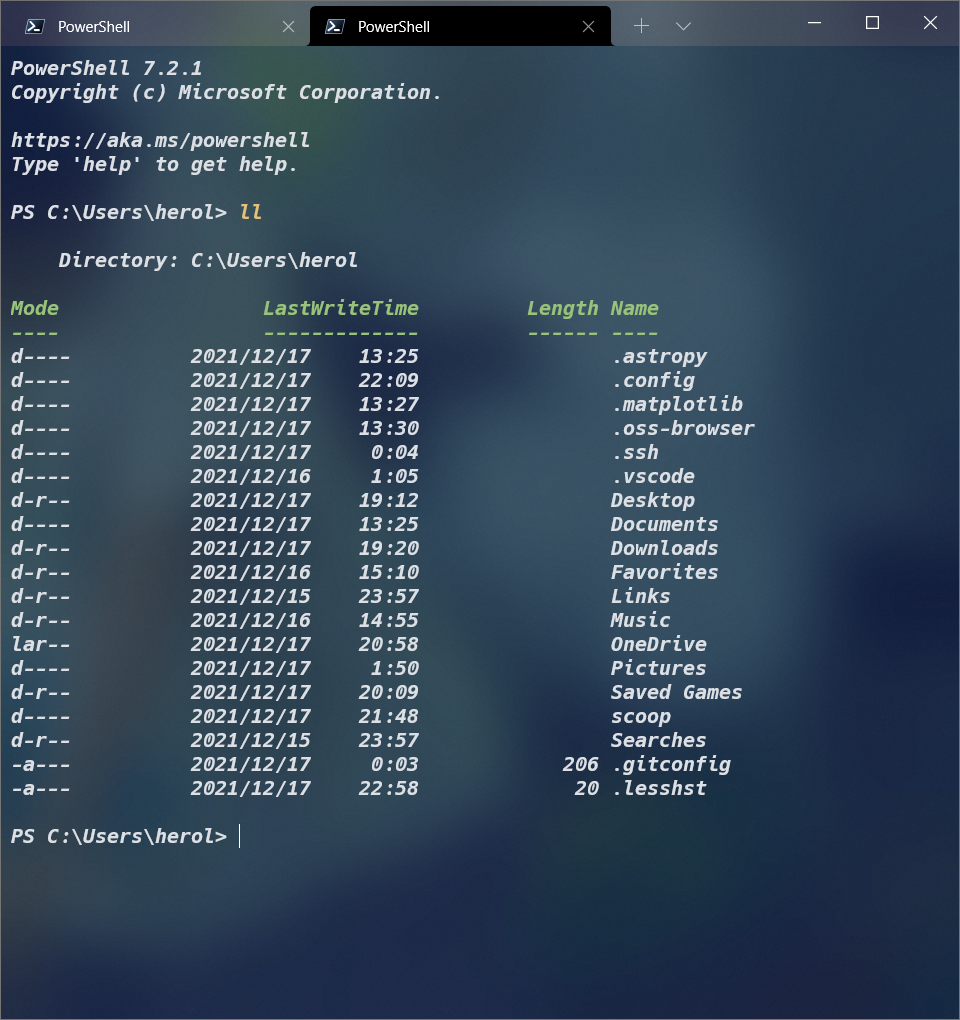 PowerShell
PowerShell
PowerShell 7.2.1
Copyright (c) Microsoft Corporation.
https://aka.ms/powershell
Type 'help' to get help.
PS C:\Users\herol> ll
    Directory: C:\Users\herol
Mode                 LastWriteTime         Length Name
----                 -------------         ------ ----
d----          2021/12/17    13:25                .astropy
d----          2021/12/17    22:09                .config
d----          2021/12/17    13:27                .matplotlib
d----          2021/12/17    13:30                .oss-browser
d----          2021/12/17     0:04                .ssh
d----          2021/12/16     1:05                .vscode
d-r--          2021/12/17    19:12                Desktop
d----          2021/12/17    13:25                Documents
d-r--          2021/12/17    19:20                Downloads
d-r--          2021/12/16    15:10                Favorites
d-r--          2021/12/15    23:57                Links
d-r--          2021/12/16    14:55                Music
lar--          2021/12/17    20:58                OneDrive
d----          2021/12/17     1:50                Pictures
d-r--          2021/12/17    20:09                Saved Games
d----          2021/12/17    21:48                scoop
d-r--          2021/12/15    23:57                Searches
-a---          2021/12/17     0:03            206 .gitconfig
-a---          2021/12/17    22:58             20 .lesshst
PS C:\Users\herol>